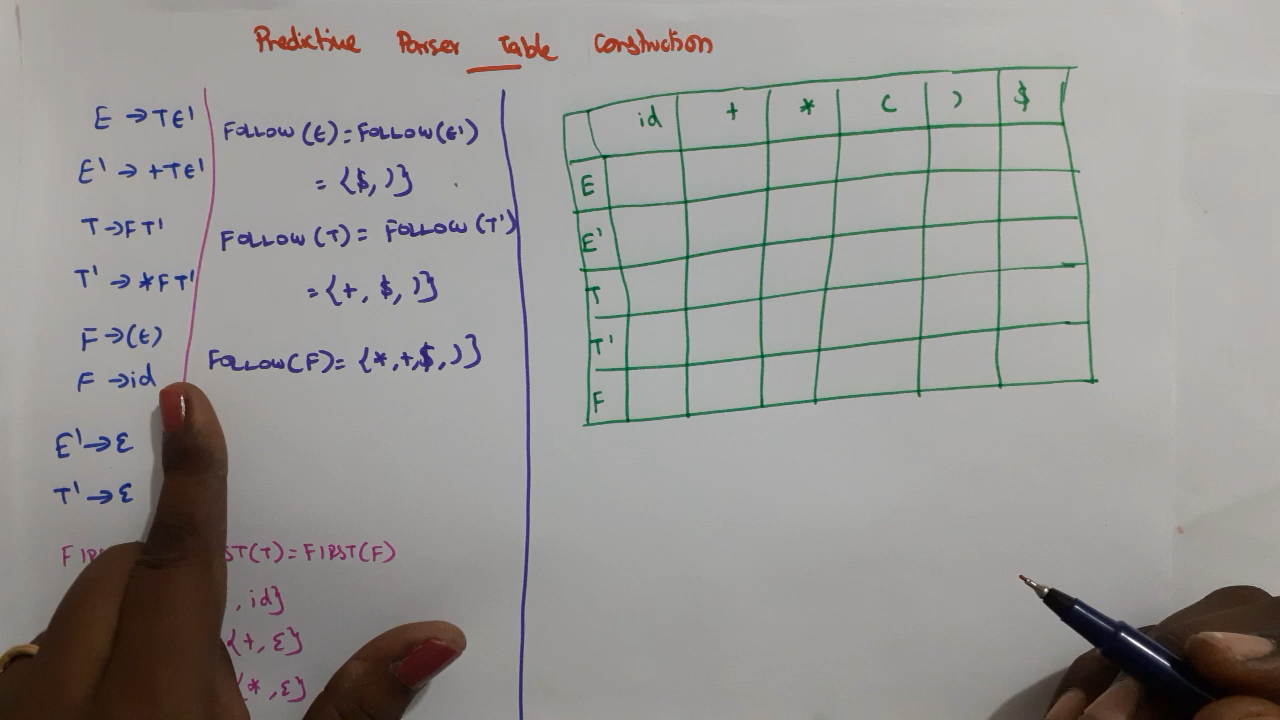 Predictive Parser Table Construction
E → TE'
E' → +TE'
T → FT'
T' → *FT'
F → (E)
F → id
E' → ε
T' → ε
ST(T) = FIRST(F)
, id}
{+, ε}
{*, ε}
FOLLOW(E) = FOLLOW(E')
= {$, )}
FOLLOW(T) = FOLLOW(T')
= {+, $, )}
FOLLOW(F) = {*, +, $, )}
id + * ( ) $
E
E'
T
T'
F